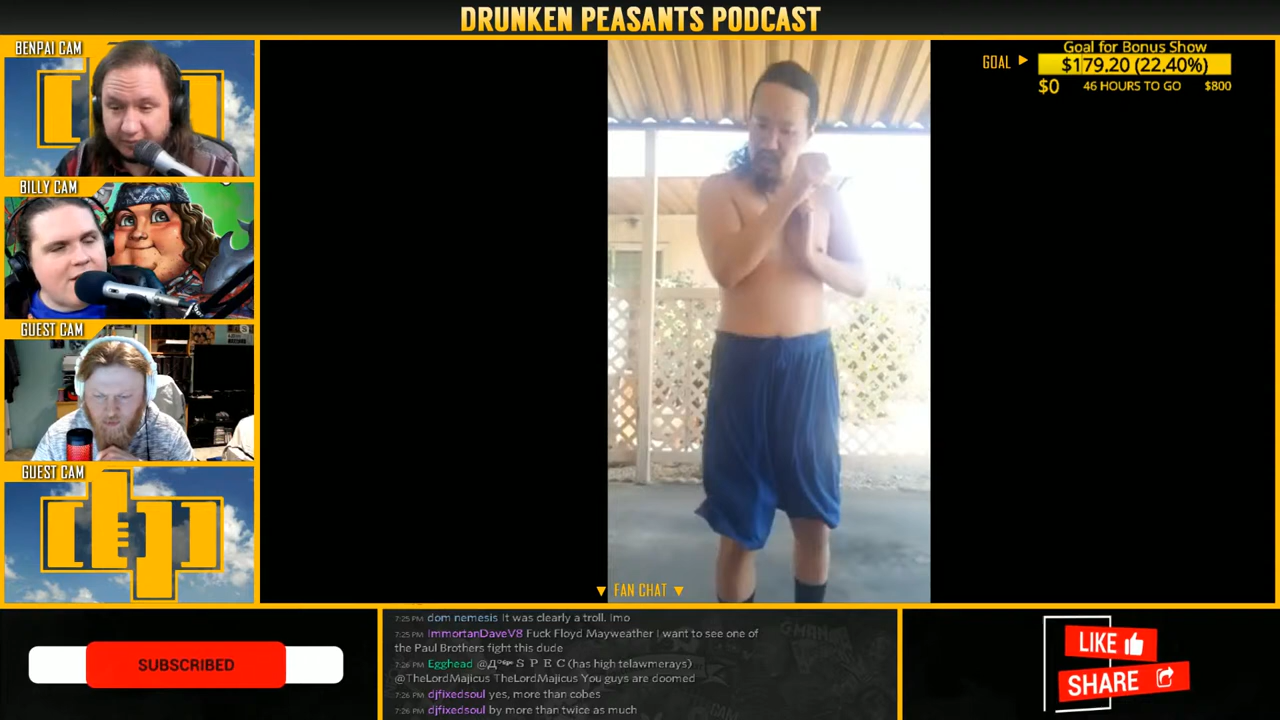 DRUNKEN PEASANTS PODCAST
BENPAI CAM
BILLY CAM
GUEST CAM
GUEST CAM
GOAL
Goal for Bonus Show
$179.20 (22.40%)
$0 46 HOURS TO GO $800
FAN CHAT
7:25 PM dom nemesis It was clearly a troll. Imo
7:25 PM ImmortanDaveV8 Fuck Floyd Mayweather I want to see one of
the Paul Brothers fight this dude
7:26 PM Egghead @Д S P E C (has high telawmerays)
@TheLordMajicus TheLordMajicus You guys are doomed
7:26 PM djfixedsoul yes, more than cobes
7:26 PM djfixedsoul by more than twice as much
SUBSCRIBED
LIKE
SHARE